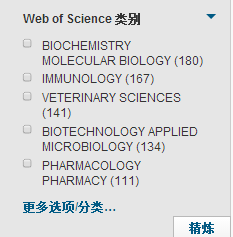 Web of Science 类别
BIOCHEMISTRY
MOLECULAR BIOLOGY (180)
IMMUNOLOGY (167)
VETERINARY SCIENCES
(141)
BIOTECHNOLOGY APPLIED
MICROBIOLOGY (134)
PHARMACOLOGY
PHARMACY (111)
更多选项/分类...
精炼